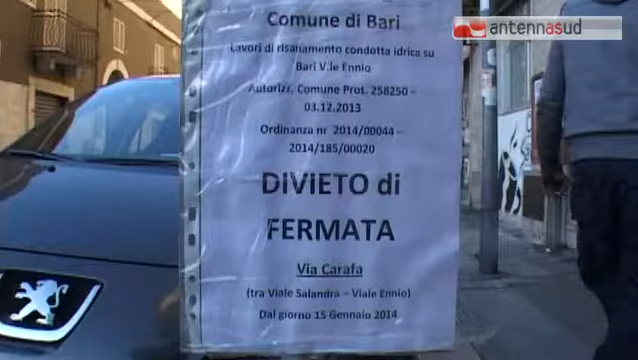 antennasud
Comune di Bari
Lavori di risanamento condotta idrica su
Bari V.le Ennio
Autorizz. Comune Prot. 258250 –
03.12.2013
Ordinanza nr 2014/00044 –
2014/185/00020
DIVIETO di
FERMATA
Via Carafa
(tra Viale Salandra – Viale Ennio)
Dal giorno 15 Gennaio 2014